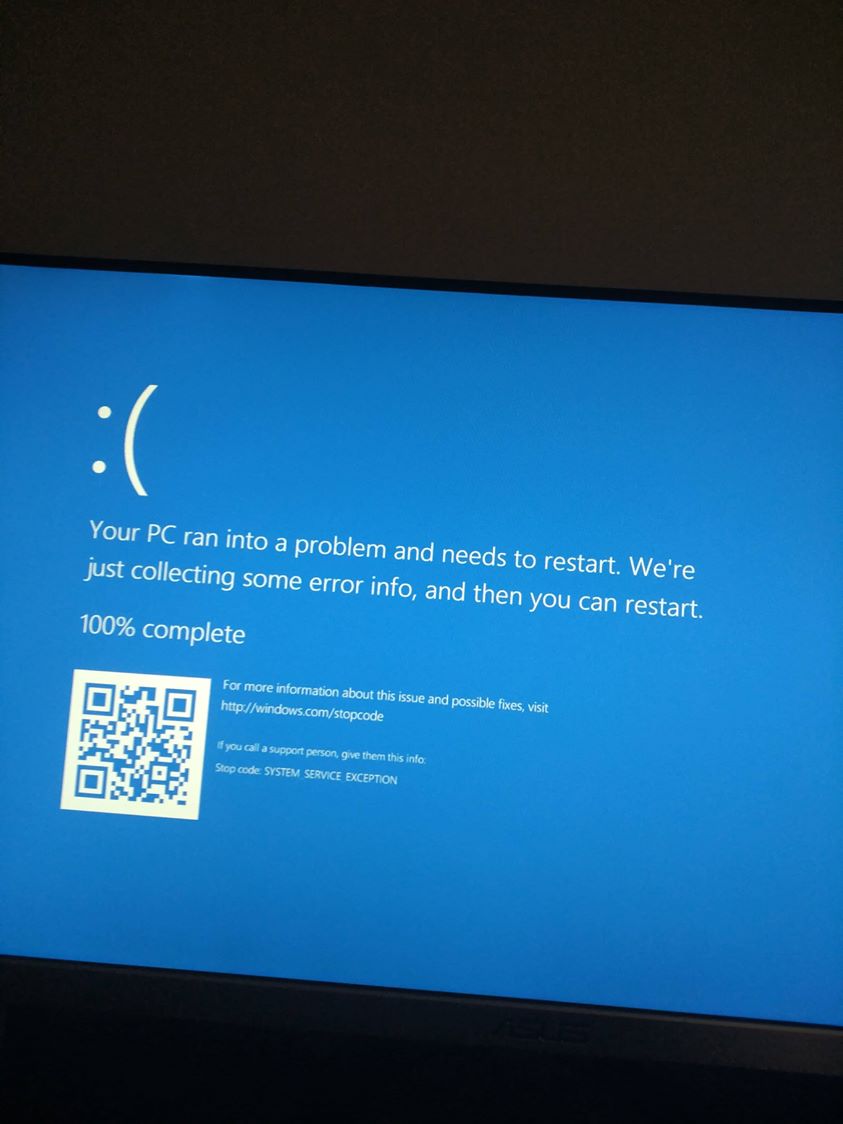 :(
Your PC ran into a problem and needs to restart. We're
just collecting some error info, and then you can restart.
100% complete
For more information about this issue and possible fixes, visit
http://windows.com/stopcode
If you call a support person, give them this info:
Stop code: SYSTEM SERVICE EXCEPTION
ASUS